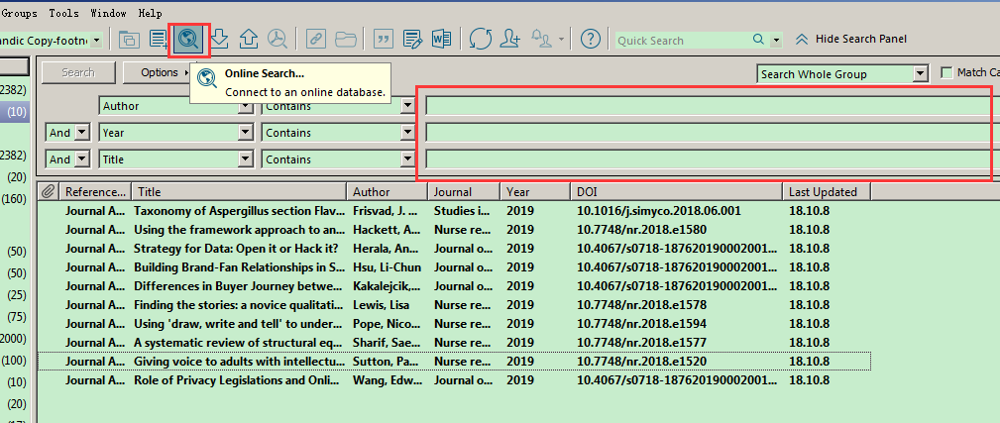 Groups Tools Window Help
andic Copy-footn
Quick Search
Hide Search Panel
Search Options
Search Whole Group
Match Ca
Online Search...
Connect to an online database.
Author Contains
And Year Contains
And Title Contains
2382)
(10)
2382)
(20)
(160)
(50)
(50)
(25)
(75)
2000)
(100)
(10)
(20)
(16)
Reference... Title Author Journal Year DOI Last Updated
Journal A... Taxonomy of Aspergillus section Flav... Frisvad, J. ... Studies i... 2019 10.1016/j.simyco.2018.06.001 18.10.8
Journal A... Using the framework approach to an... Hackett, A... Nurse re... 2019 10.7748/nr.2018.e1580 18.10.8
Journal A... Strategy for Data: Open it or Hack it? Herala, An... Journal o... 2019 10.4067/s0718-187620190002001... 18.10.8
Journal A... Building Brand-Fan Relationships in S... Hsu, Li-Chun Journal o... 2019 10.4067/s0718-187620190002001... 18.10.8
Journal A... Differences in Buyer Journey betwe... Kakalejcik,... Journal o... 2019 10.4067/s0718-187620190002001... 18.10.8
Journal A... Finding the stories: a novice qualitati... Lewis, Lisa Nurse re... 2019 10.7748/nr.2018.e1578 18.10.8
Journal A... Using 'draw, write and tell' to under... Pope, Nico... Nurse re... 2019 10.7748/nr.2018.e1594 18.10.8
Journal A... A systematic review of structural eq... Sharif, Sae... Nurse re... 2019 10.7748/nr.2018.e1577 18.10.8
Journal A... Giving voice to adults with intellectu... Sutton, Pa... Nurse re... 2019 10.7748/nr.2018.e1520 18.10.8
Journal A... Role of Privacy Legislations and Onli... Wang, Edw... Journal o... 2019 10.4067/s0718-187620190002001... 18.10.8